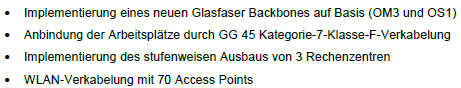 • Implementierung eines neuen Glasfaser Backbones auf Basis (OM3 und OS1)
• Anbindung der Arbeitsplätze durch GG 45 Kategorie-7-Klasse-F-Verkabelung
• Implementierung des stufenweisen Ausbaus von 3 Rechenzentren
• WLAN-Verkabelung mit 70 Access Points